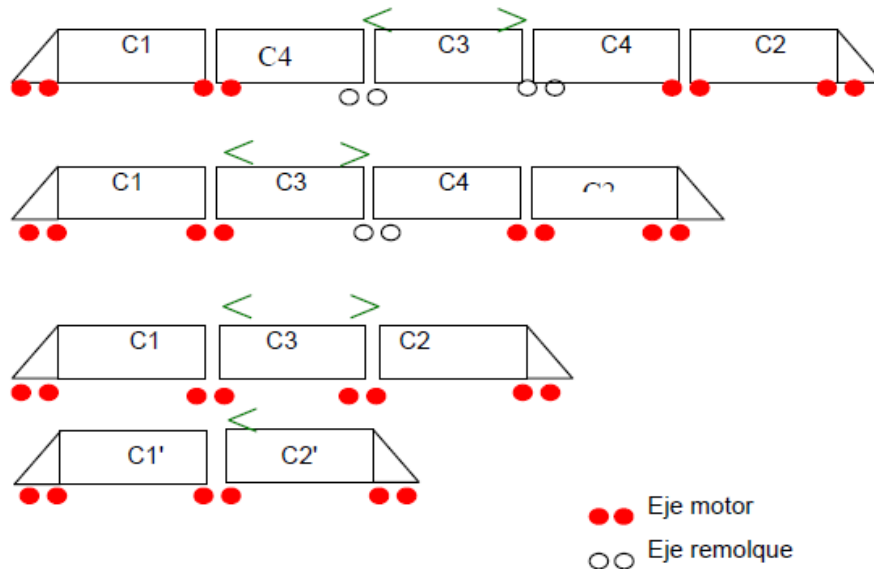 C1 C4 C3 C4 C2
C1 C3 C4
C1 C3 C2
C1' C2'
Eje motor
Eje remolque